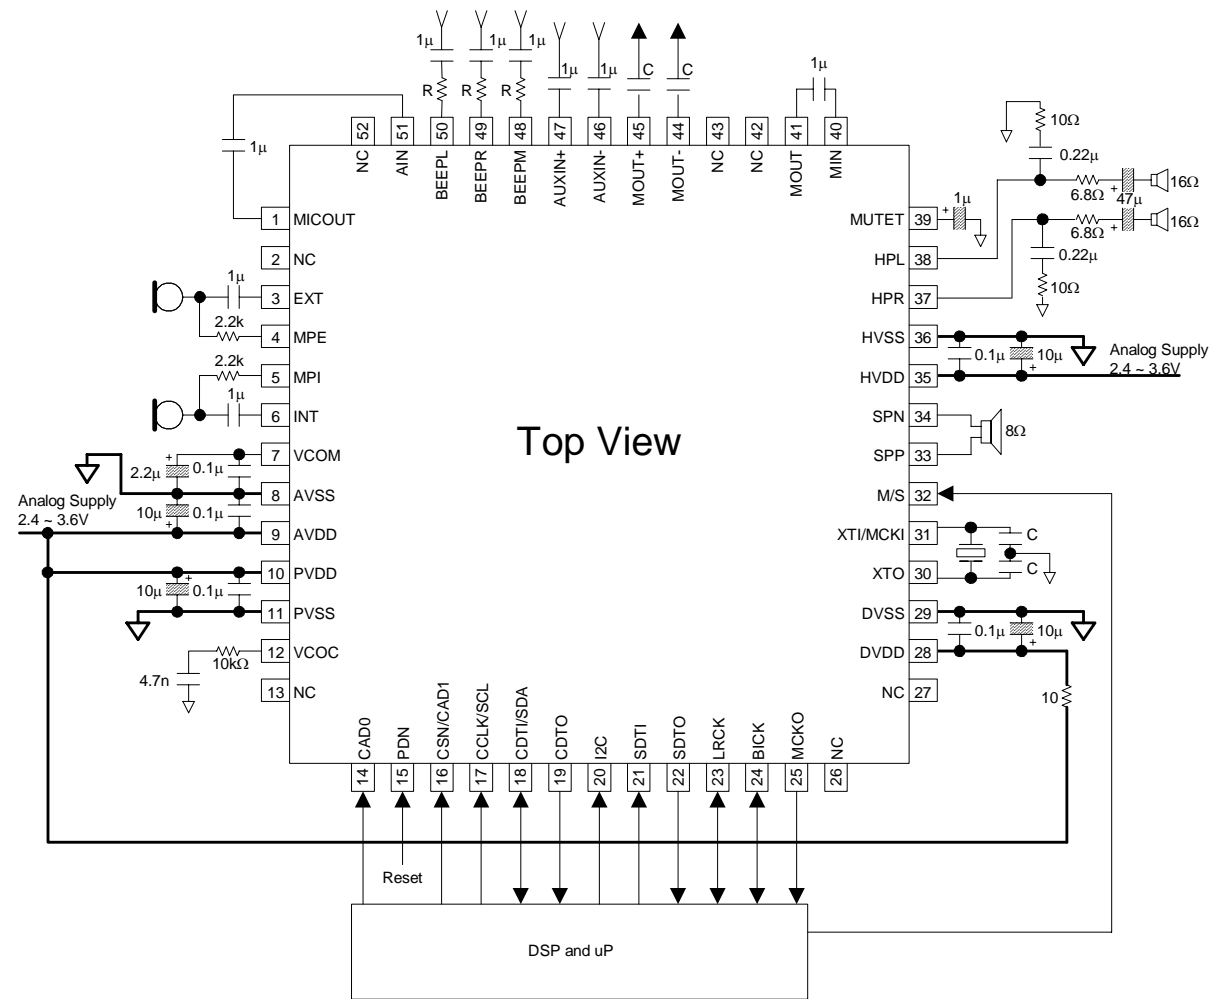 1µ
1µ
1µ
1µ
1µ
C
C
1µ
R
R
R
52
51
50
49
48
47
46
45
44
43
42
41
40
NC
AIN
BEEPL
BEEPR
BEEPM
AUXIN+
AUXIN-
MOUT+
MOUT-
NC
NC
MOUT
MIN
1µ
1 MICOUT
2 NC
1µ
3 EXT
2.2k
4 MPE
2.2k
5 MPI
1µ
6 INT
7 VCOM
+
2.2µ
0.1µ
8 AVSS
Analog Supply
2.4 ~ 3.6V
10µ
+
0.1µ
9 AVDD
10 PVDD
+
10µ
0.1µ
11 PVSS
12 VCOC
10kΩ
4.7n
13 NC
Top View
10Ω
0.22µ
6.8Ω
+
47µ
16Ω
MUTET 39
+
1µ
6.8Ω
+
16Ω
HPL 38
0.22µ
10Ω
HPR 37
HVSS 36
0.1µ
10µ
+
Analog Supply
2.4 ~ 3.6V
HVDD 35
SPN 34
8Ω
SPP 33
M/S 32
XTI/MCKI 31
C
C
XTO 30
DVSS 29
0.1µ
10µ
+
DVDD 28
NC 27
10
CAD0
PDN
CSN/CAD1
CCLK/SCL
CDTI/SDA
CDTO
I2C
SDTI
SDTO
LRCK
BICK
MCKO
NC
14
15
16
17
18
19
20
21
22
23
24
25
26
Reset
DSP and uP